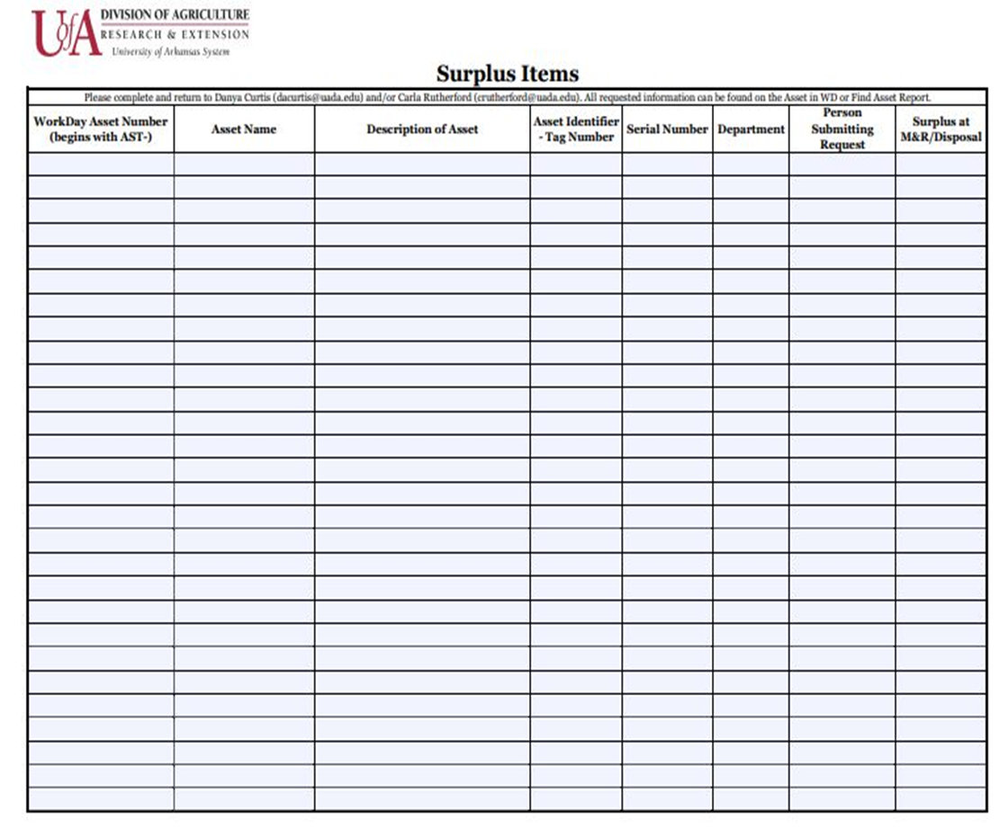 UofA DIVISION OF AGRICULTURE
RESEARCH & EXTENSION
University of Arkansas System
Surplus Items
Please complete and return to Danya Curtis (dacurtis@uada.edu) and/or Carla Rutherford (crutherford@uada.edu). All requested information can be found on the Asset in WD or Find Asset Report.
WorkDay Asset Number
(begins with AST-)
Asset Name
Description of Asset
Asset Identifier
- Tag Number
Serial Number
Department
Person
Submitting
Request
Surplus at
M&R/Disposal